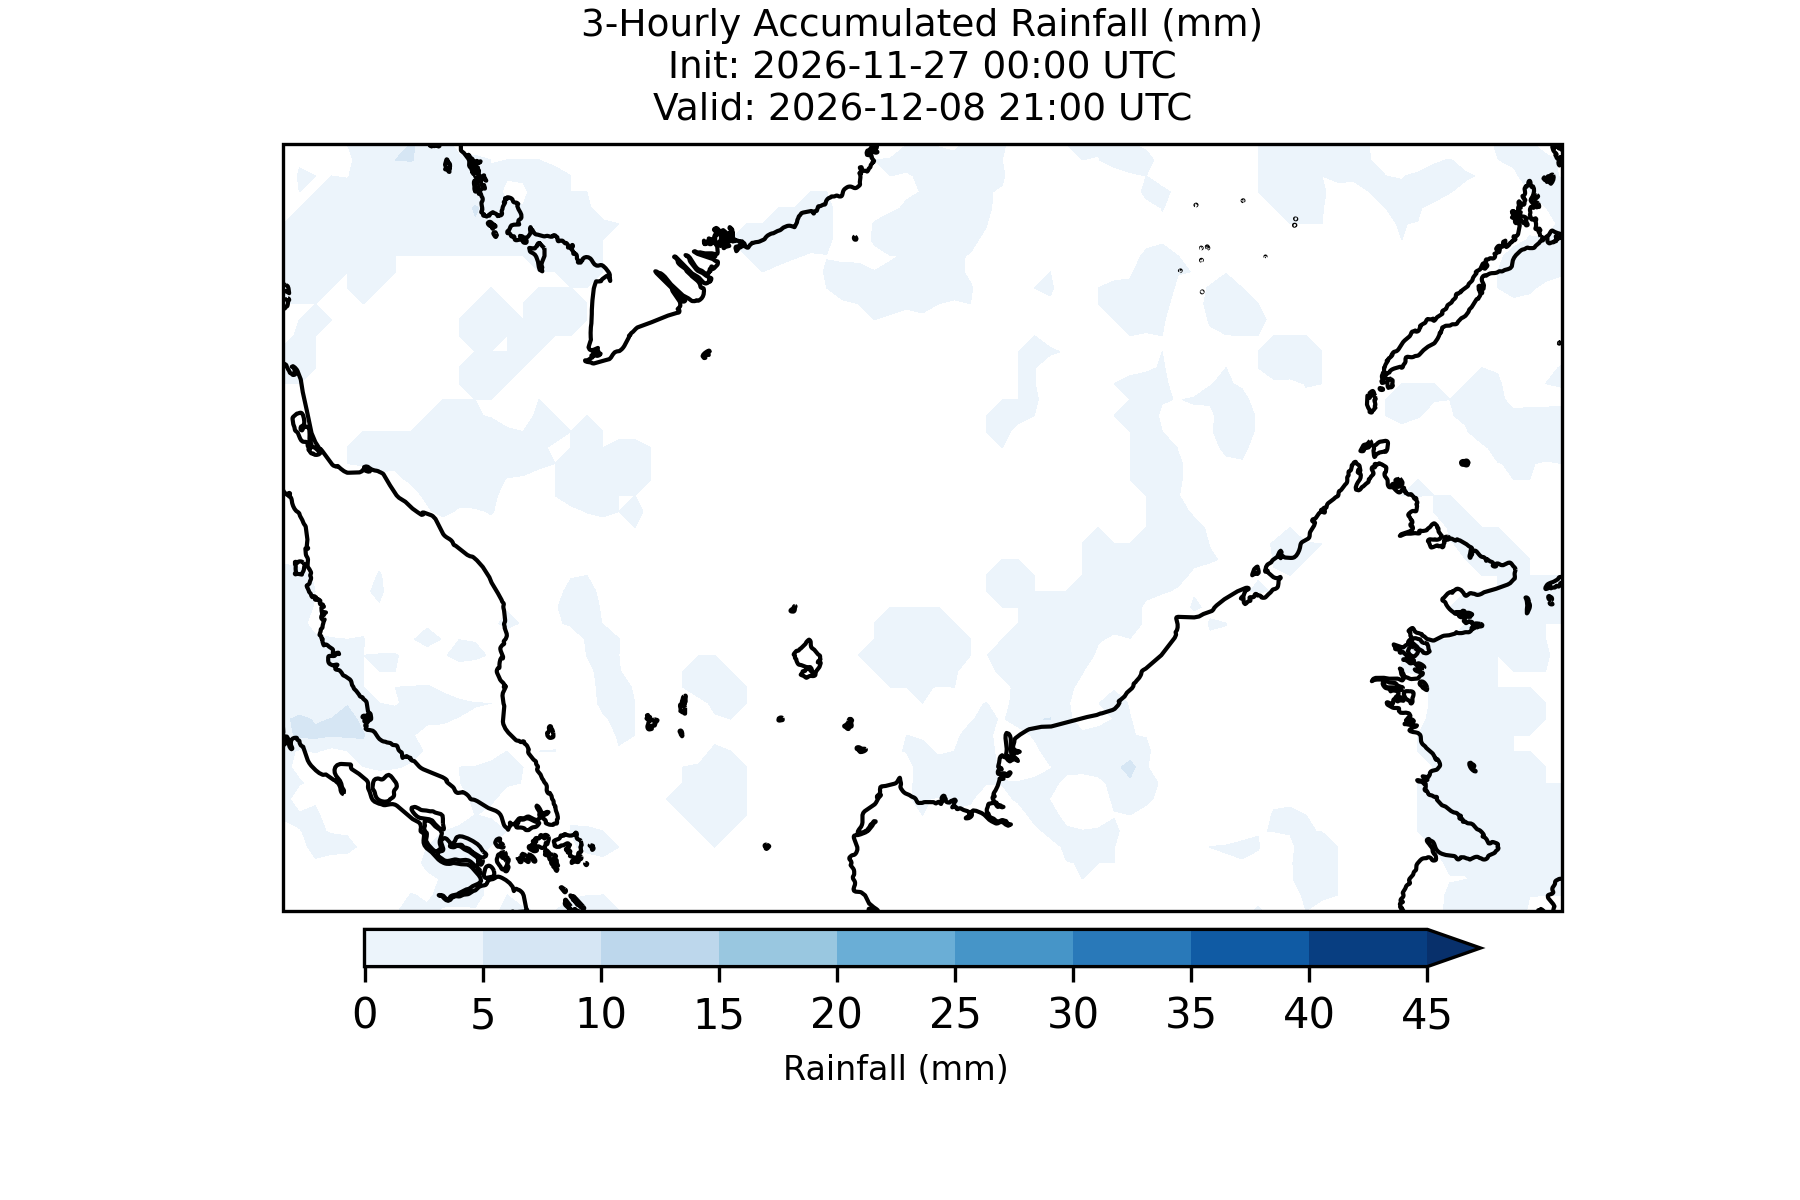 3-Hourly Accumulated Rainfall (mm)
Init: 2026-11-27 00:00 UTC
Valid: 2026-12-08 21:00 UTC
0 5 10 15 20 25 30 35 40 45
Rainfall (mm)